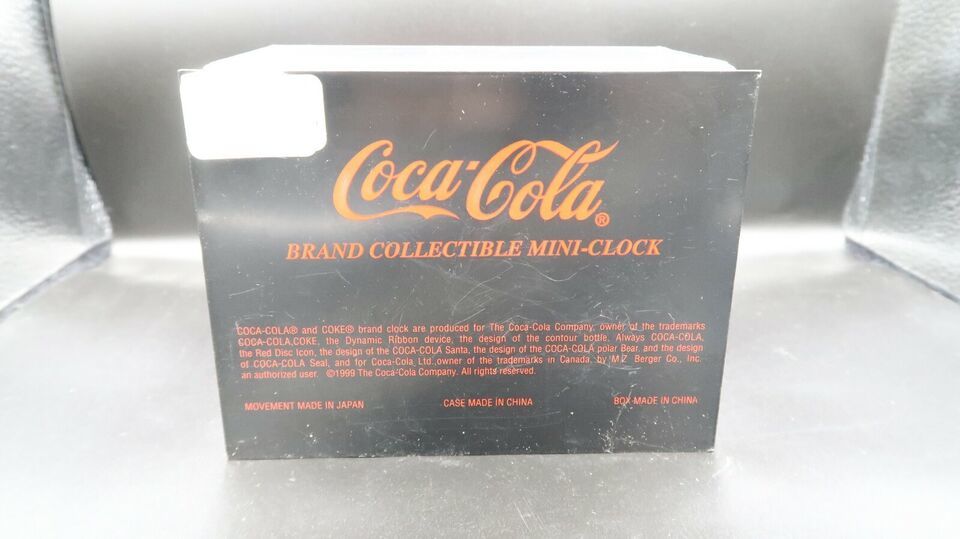 Coca-Cola®
BRAND COLLECTIBLE MINI-CLOCK
COCA-COLA® and COKE® brand clock are produced for The Coca-Cola Company, owner of the trademarks
COCA-COLA,COKE, the Dynamic Ribbon device, the design of the contour bottle, Always COCA-COLA,
the Red Disc Icon, the design of the COCA-COLA Santa, the design of the COCA-COLA polar Bear, and the design
of COCA-COLA Seal, and for Coca-Cola Ltd.,owner of the trademarks in Canada, by M.Z. Berger Co., Inc.
an authorized user. ©1999 The Coca-Cola Company. All rights reserved.
MOVEMENT MADE IN JAPAN CASE MADE IN CHINA BOX MADE IN CHINA